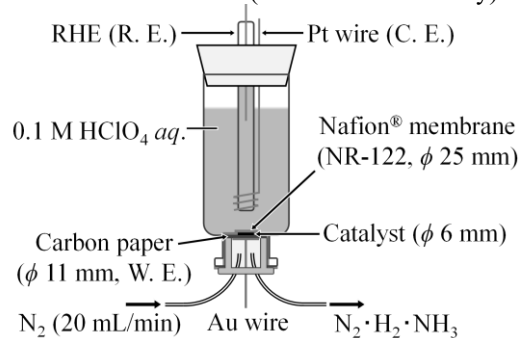 RHE (R. E.)
Pt wire (C. E.)
0.1 M HClO₄ aq.
Nafion® membrane
(NR-122, ϕ 25 mm)
Catalyst (ϕ 6 mm)
Carbon paper
(ϕ 11 mm, W. E.)
N₂ (20 mL/min)
Au wire
N₂·H₂·NH₃